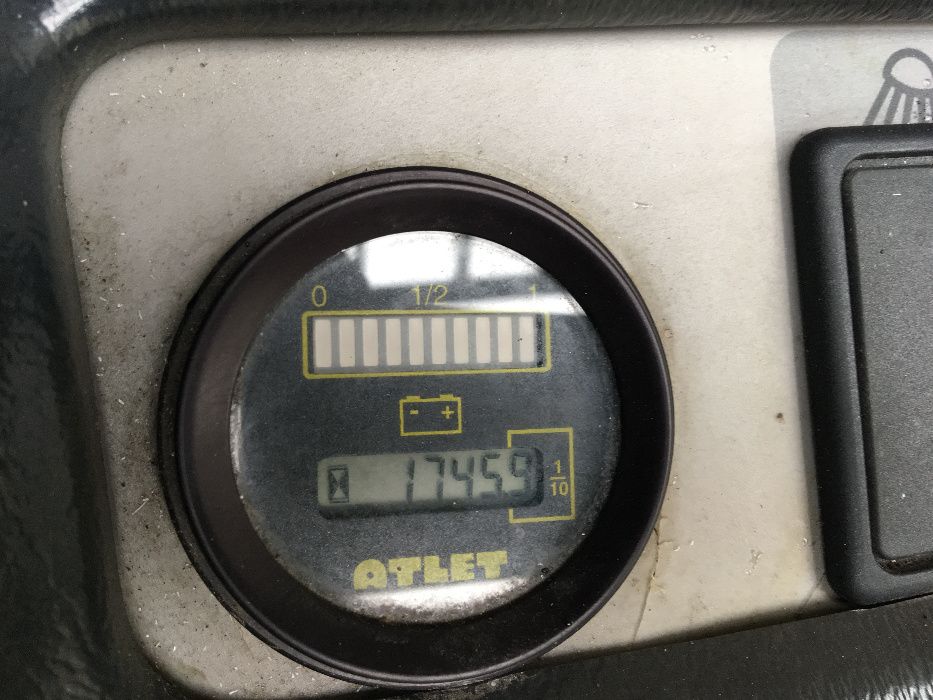 0 1/2 1
- +
17459
1/10
ATLET